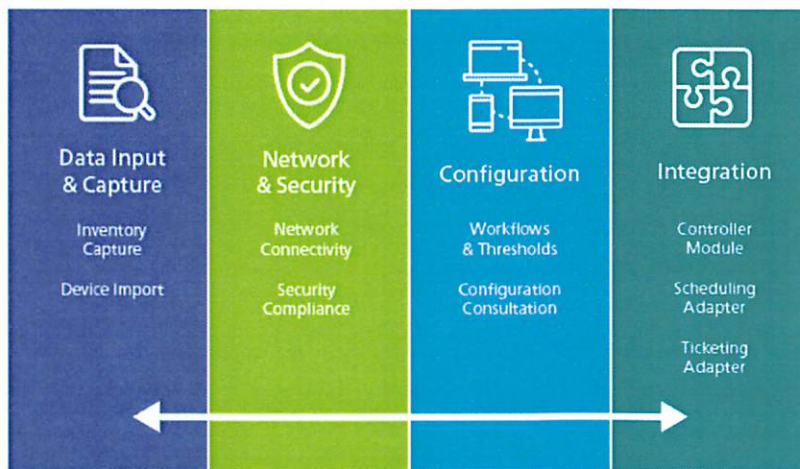 Data Input
& Capture
Inventory
Capture
Device Import
Network
& Security
Network
Connectivity
Security
Compliance
Configuration
Workflows
& Thresholds
Configuration
Consultation
Integration
Controller
Module
Scheduling
Adapter
Ticketing
Adapter